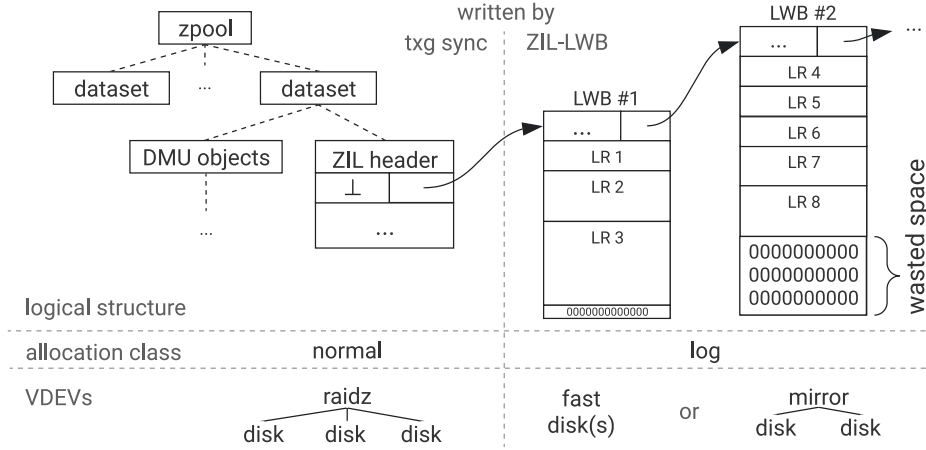 written by
txg sync
ZIL-LWB
zpool
dataset
...
dataset
DMU objects
...
ZIL header
⊥
...
LWB #1
...
LR 1
LR 2
LR 3
0000000000000
LWB #2
...
...
LR 4
LR 5
LR 6
LR 7
LR 8
0000000000
0000000000
0000000000
wasted space
logical structure
allocation class
normal
log
VDEVs
raidz
disk disk disk
fast
disk(s)
or
mirror
disk disk